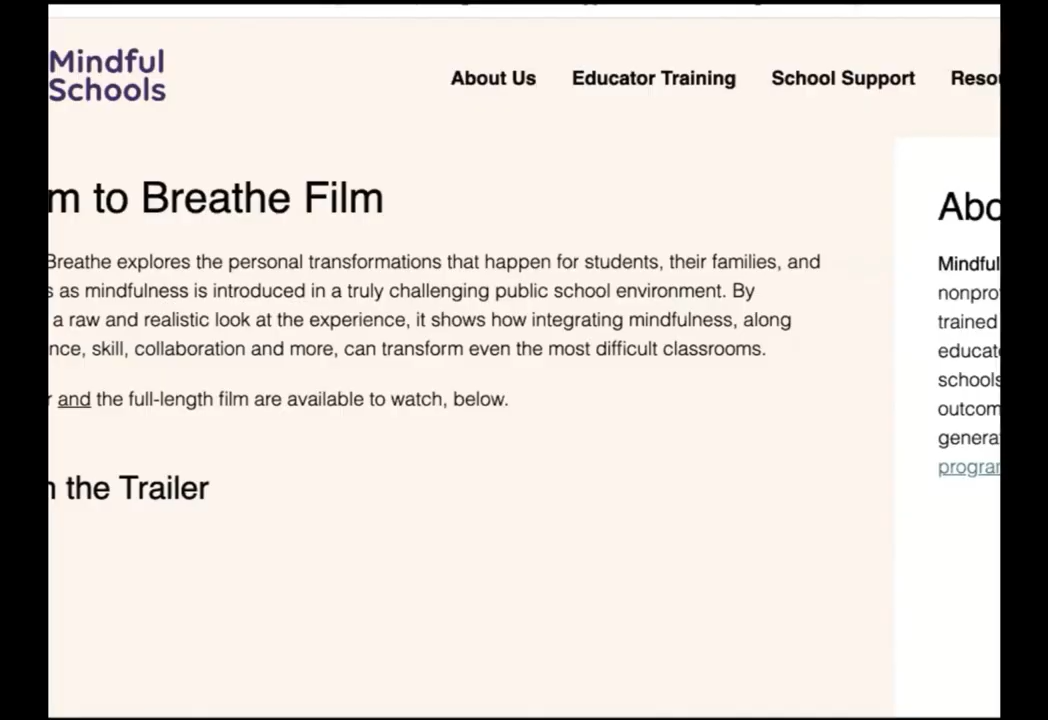 Mindful
Schools
About Us Educator Training School Support
m to Breathe Film
Breathe explores the personal transformations that happen for students, their families, and
s as mindfulness is introduced in a truly challenging public school environment. By
a raw and realistic look at the experience, it shows how integrating mindfulness, along
nce, skill, collaboration and more, can transform even the most difficult classrooms.
and the full-length film are available to watch, below.
the Trailer
Abo
Mindful
nonpro
trained
educat
schools
outcom
genera
program